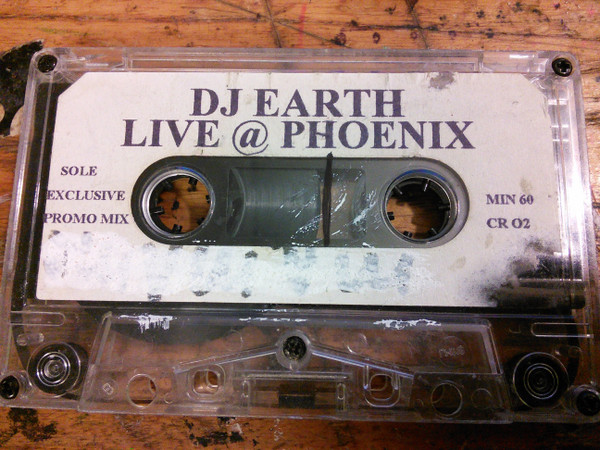 DJ EARTH
LIVE @ PHOENIX
SOLE
EXCLUSIVE
PROMO MIX
MIN 60
CR O2